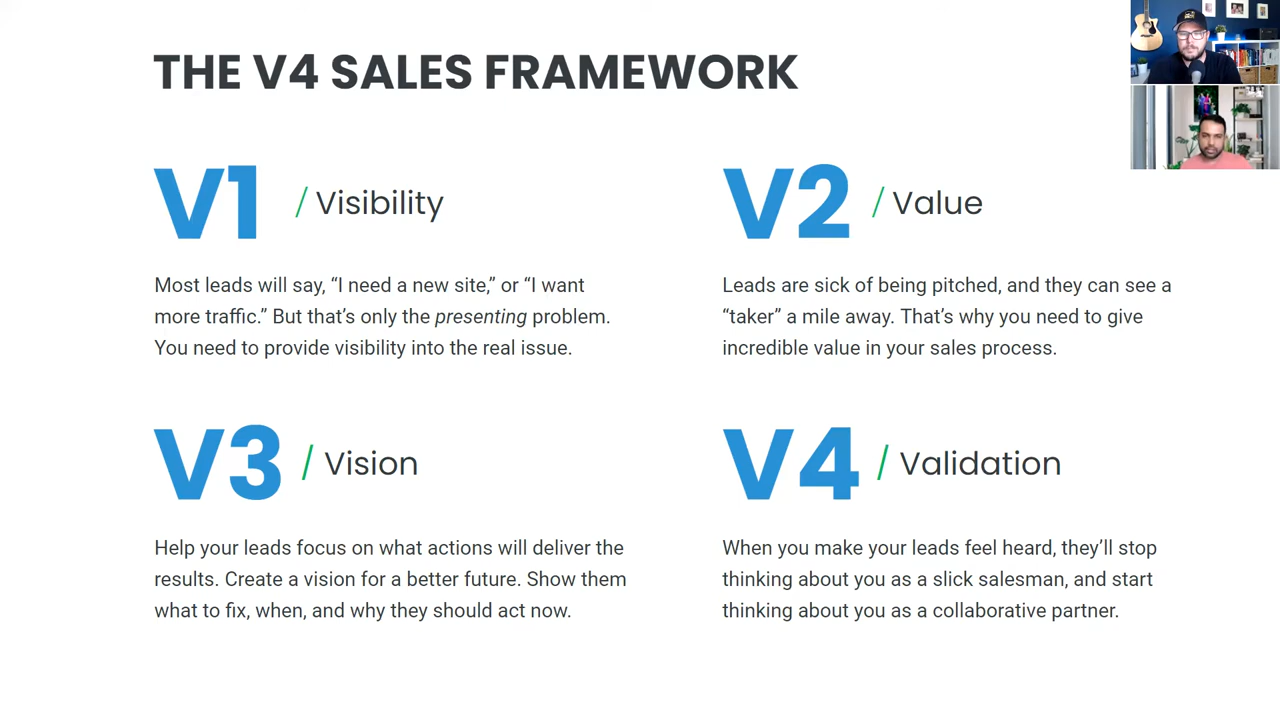 THE V4 SALES FRAMEWORK
V1 / Visibility
Most leads will say, “I need a new site,” or “I want
more traffic.” But that’s only the presenting problem.
You need to provide visibility into the real issue.
V2 / Value
Leads are sick of being pitched, and they can see a
“taker” a mile away. That’s why you need to give
incredible value in your sales process.
V3 / Vision
Help your leads focus on what actions will deliver the
results. Create a vision for a better future. Show them
what to fix, when, and why they should act now.
V4 / Validation
When you make your leads feel heard, they’ll stop
thinking about you as a slick salesman, and start
thinking about you as a collaborative partner.